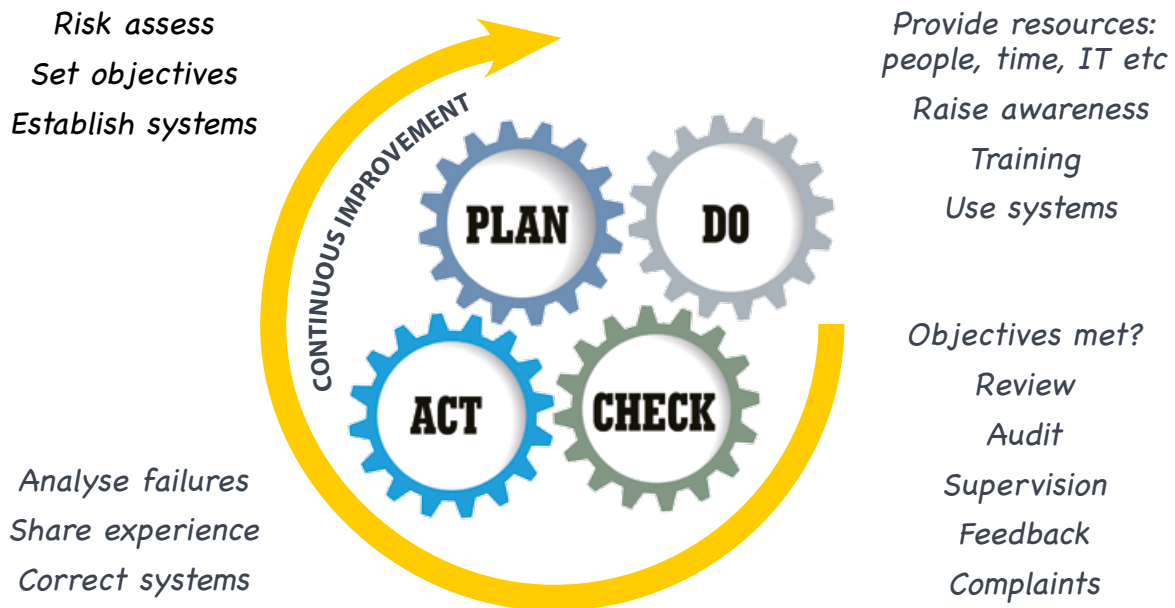 Risk assess
Set objectives
Establish systems
Provide resources:
people, time, IT etc
Raise awareness
Training
Use systems
CONTINUOUS IMPROVEMENT
PLAN
DO
ACT
CHECK
Objectives met?
Review
Audit
Supervision
Feedback
Complaints
Analyse failures
Share experience
Correct systems